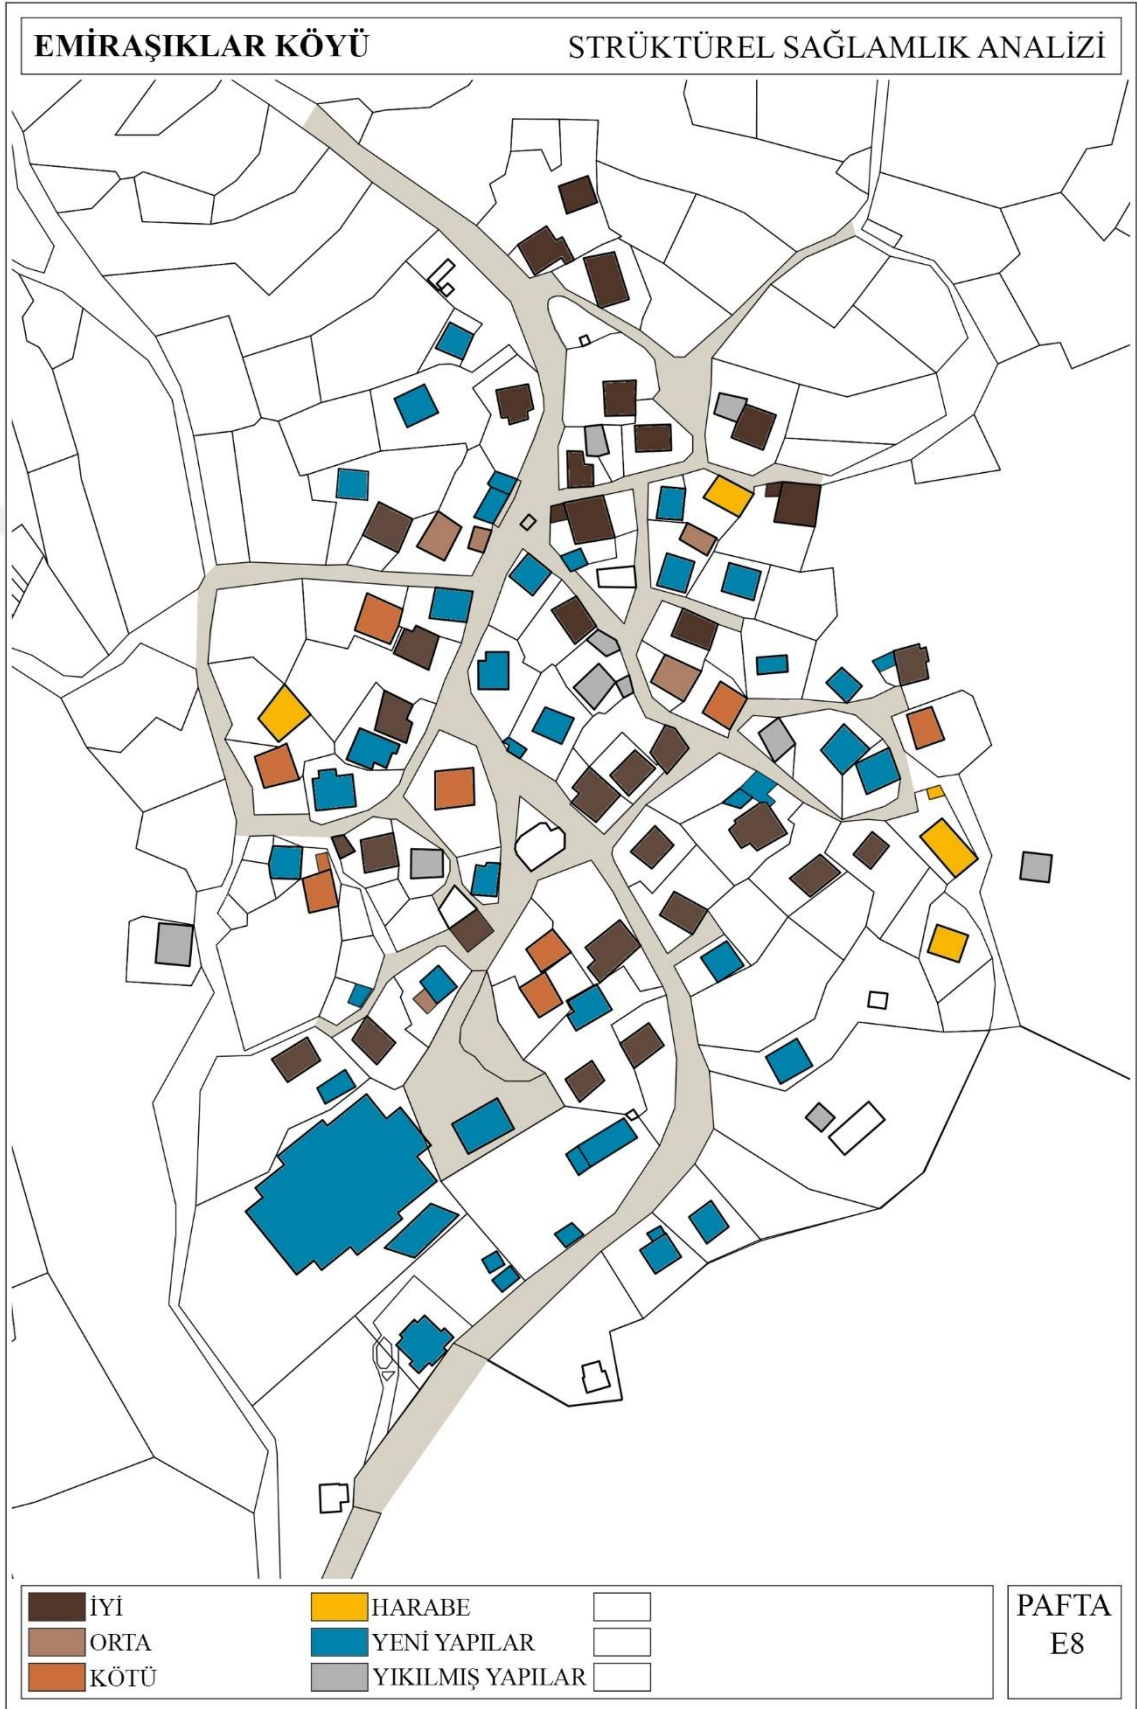 EMİRAŞIKLAR KÖYÜ STRÜKTÜREL SAĞLAMLIK ANALİZİ
İYİ HARABE
ORTA YENİ YAPILAR
KÖTÜ YIKILMIŞ YAPILAR
PAFTA
E8